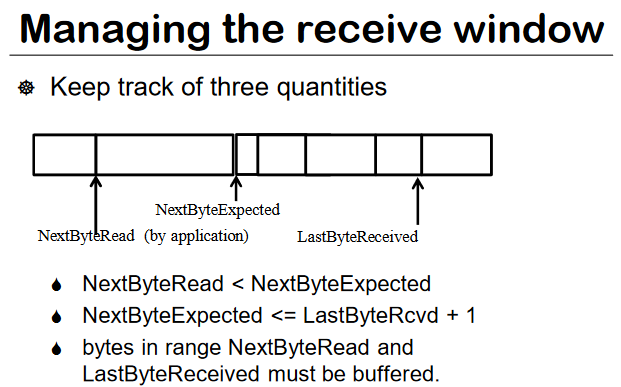 Managing the receive window
Keep track of three quantities
NextByteExpected
NextByteRead (by application)
LastByteReceived
NextByteRead < NextByteExpected
NextByteExpected <= LastByteRcvd + 1
bytes in range NextByteRead and
LastByteReceived must be buffered.